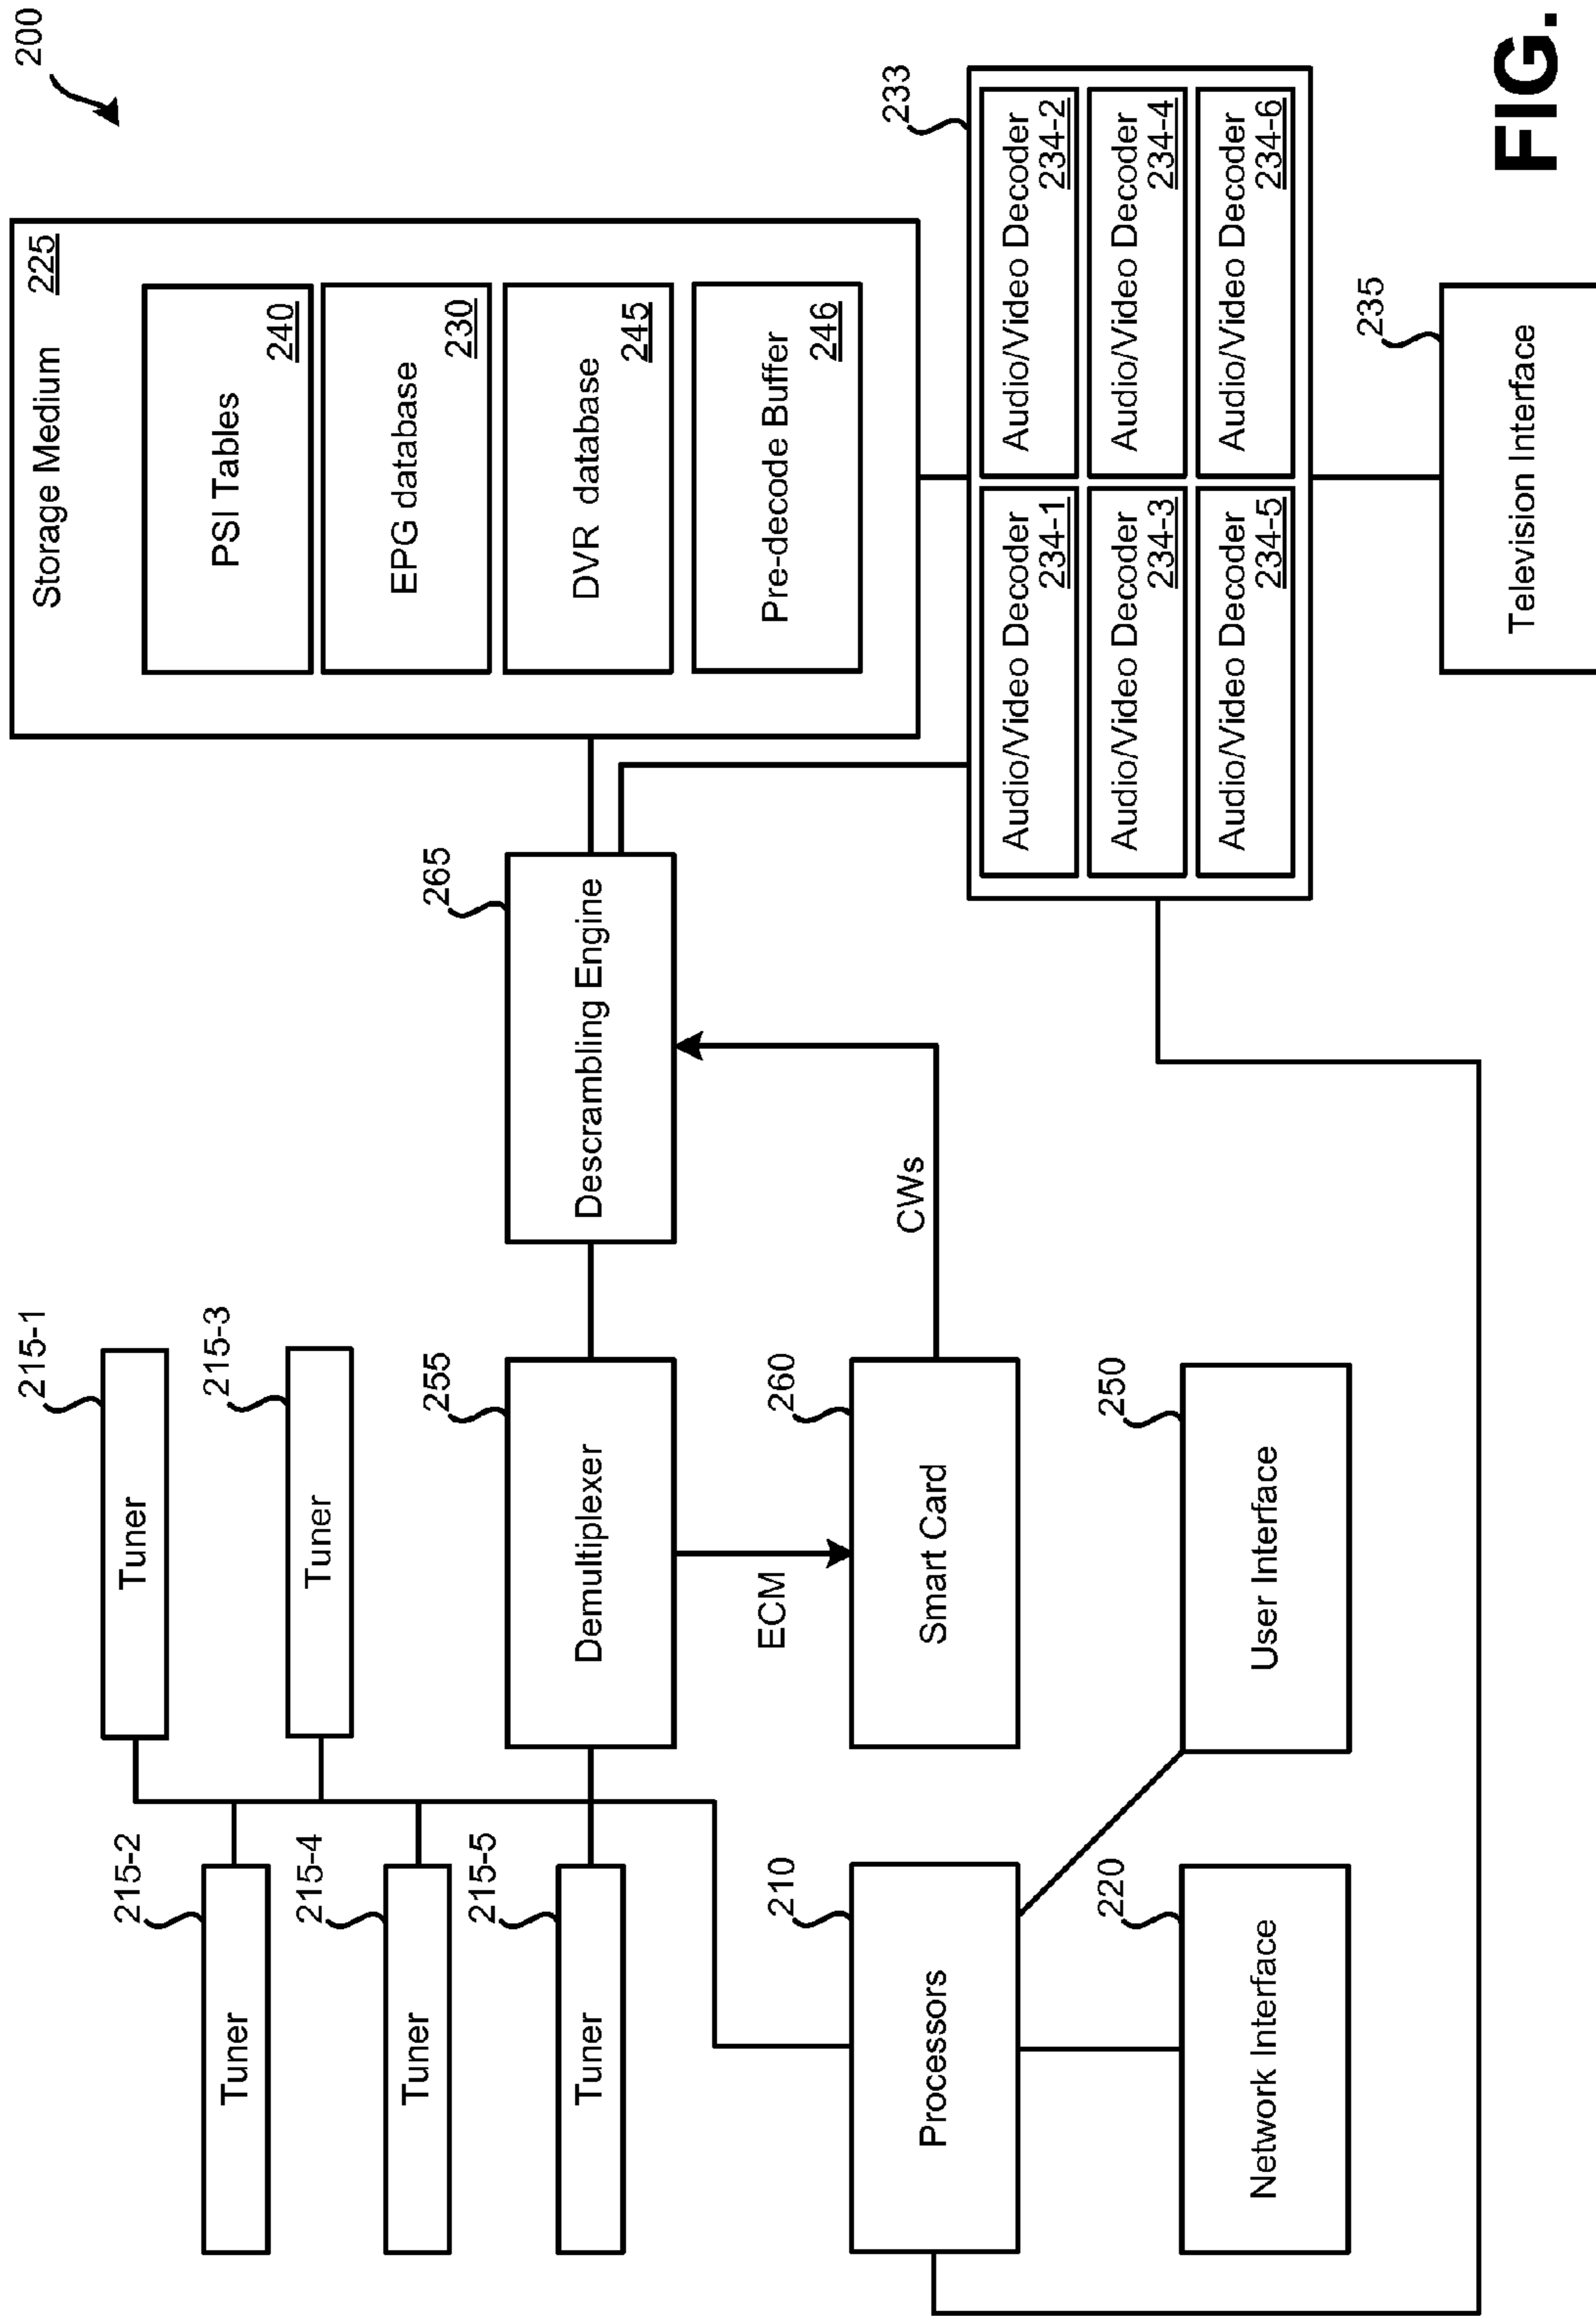 200
215-1
Tuner
215-2
Tuner
215-3
Tuner
215-4
Tuner
215-5
Tuner
255
Demultiplexer
265
Descrambling Engine
Storage Medium
225
PSI Tables
240
EPG database
230
DVR database
245
Pre-decode Buffer
246
ECM
CWs
260
Smart Card
210
Processors
250
User Interface
220
Network Interface
233
Audio/Video Decoder
234-1
Audio/Video Decoder
234-2
Audio/Video Decoder
234-3
Audio/Video Decoder
234-4
Audio/Video Decoder
234-5
Audio/Video Decoder
234-6
235
Television Interface
FIG.